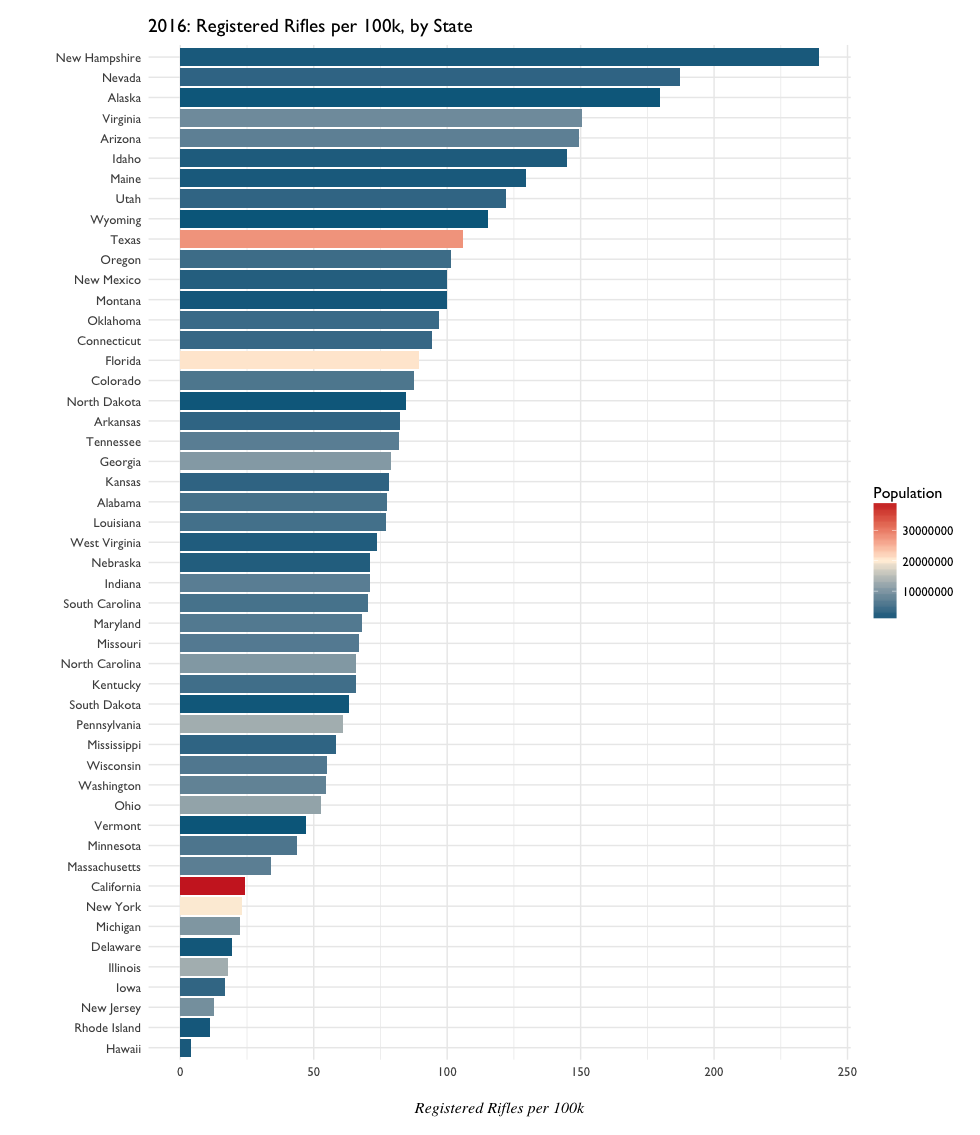 2016: Registered Rifles per 100k, by State
New Hampshire
Nevada
Alaska
Virginia
Arizona
Idaho
Maine
Utah
Wyoming
Texas
Oregon
New Mexico
Montana
Oklahoma
Connecticut
Florida
Colorado
North Dakota
Arkansas
Tennessee
Georgia
Kansas
Alabama
Louisiana
West Virginia
Nebraska
Indiana
South Carolina
Maryland
Missouri
North Carolina
Kentucky
South Dakota
Pennsylvania
Mississippi
Wisconsin
Washington
Ohio
Vermont
Minnesota
Massachusetts
California
New York
Michigan
Delaware
Illinois
Iowa
New Jersey
Rhode Island
Hawaii
0 50 100 150 200 250
Registered Rifles per 100k
Population
30000000
20000000
10000000